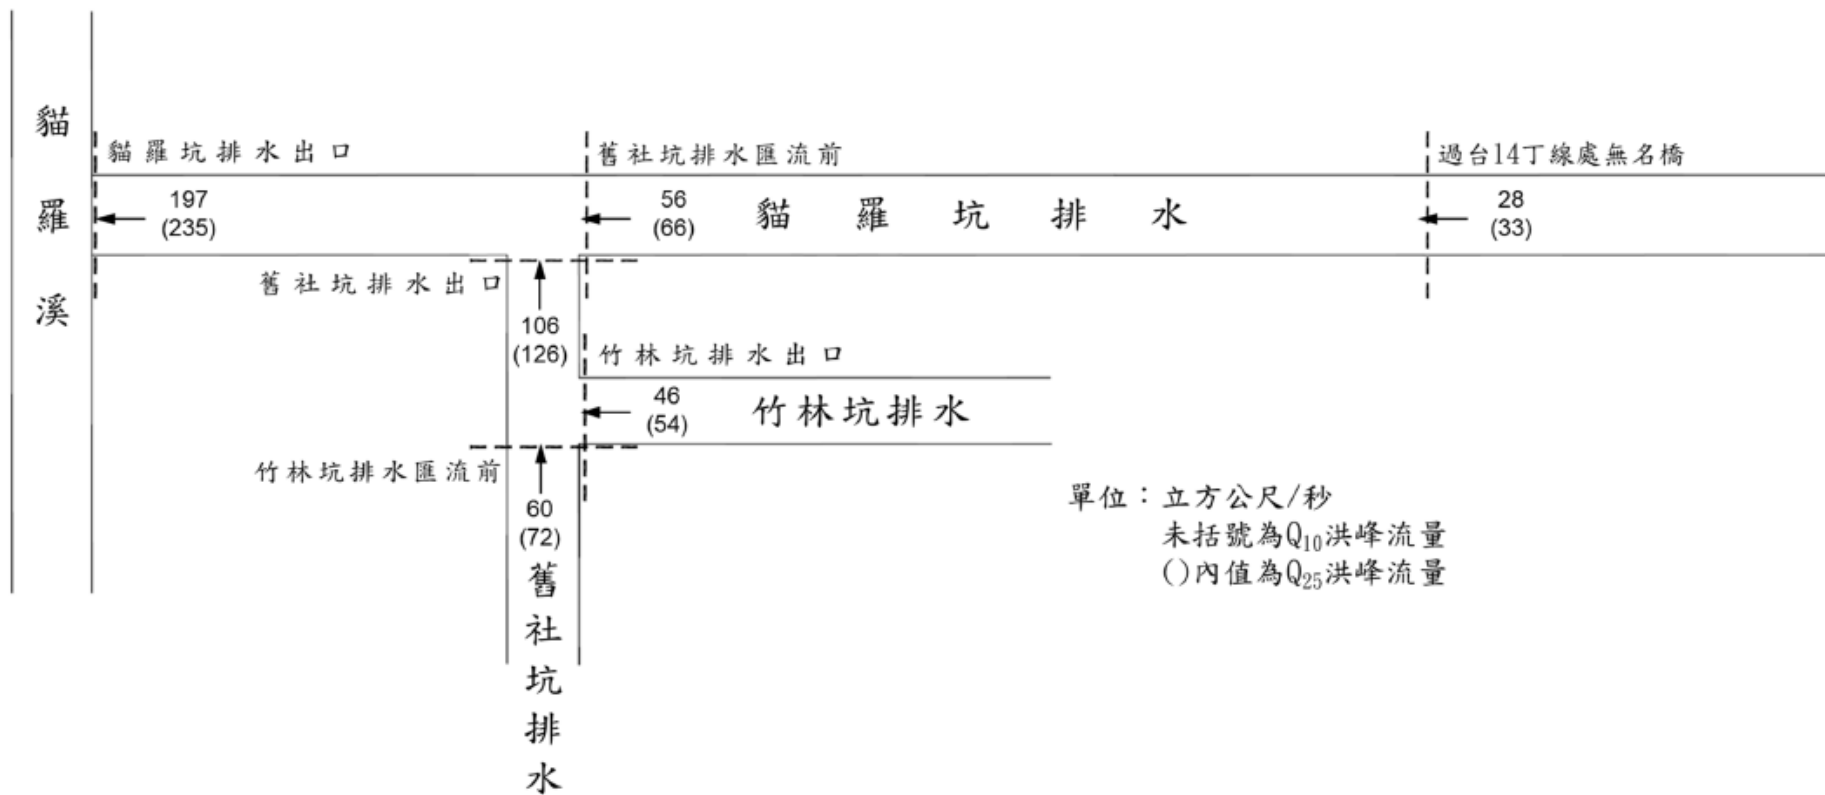 貓羅溪
貓羅坑排水出口
舊社坑排水匯流前
過台14丁線處無名橋
197
(235)
56
(66)
貓羅坑排水
28
(33)
舊社坑排水出口
106
(126)
竹林坑排水出口
46
(54)
竹林坑排水
竹林坑排水匯流前
60
(72)
舊社坑排水
單位：立方公尺/秒
未括號為Q10洪峰流量
()內值為Q25洪峰流量